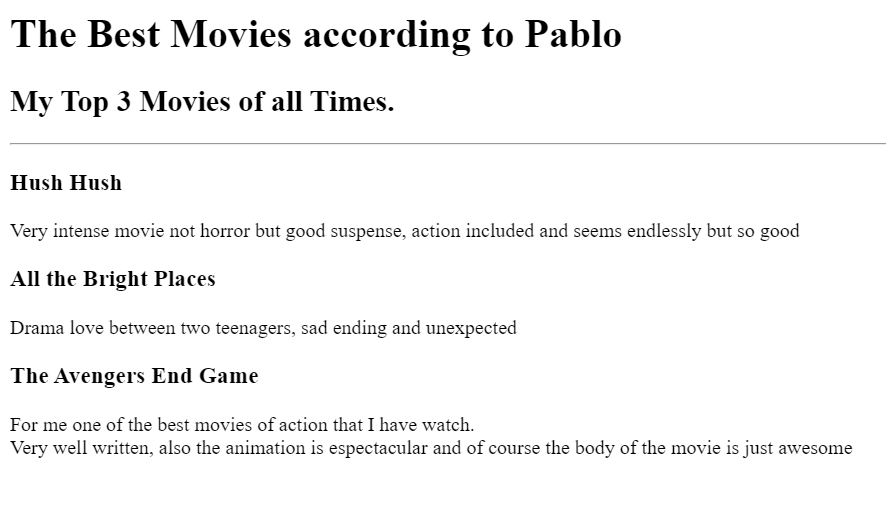 The Best Movies according to Pablo
My Top 3 Movies of all Times.
Hush Hush
Very intense movie not horror but good suspense, action included and seems endlessly but so good
All the Bright Places
Drama love between two teenagers, sad ending and unexpected
The Avengers End Game
For me one of the best movies of action that I have watch.
Very well written, also the animation is espectacular and of course the body of the movie is just awesome